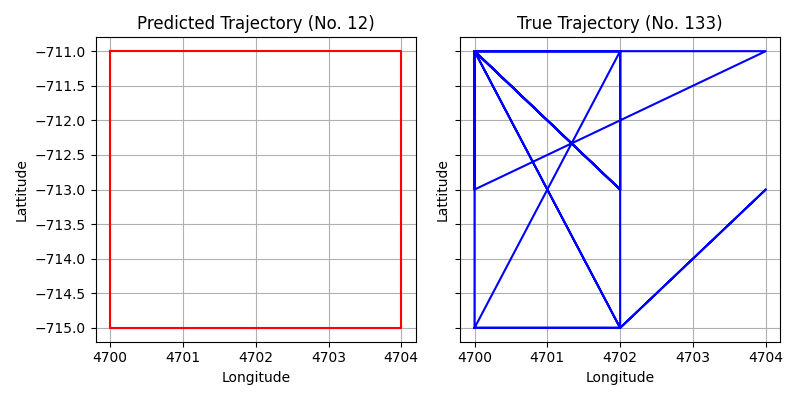 Predicted Trajectory (No. 12)
True Trajectory (No. 133)
−711.0
−711.5
−712.0
−712.5
−713.0
−713.5
−714.0
−714.5
−715.0
Lattitude
Lattitude
4700 4701 4702 4703 4704
4700 4701 4702 4703 4704
Longitude
Longitude